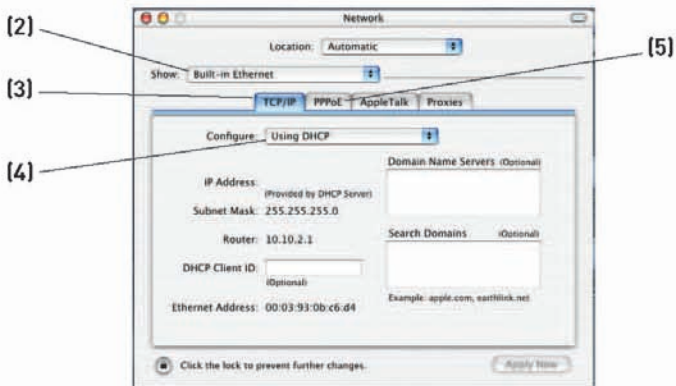 Network
(2)
Location: Automatic
(5)
Show: Built-in Ethernet
(3)
TCP/IP PPPoE AppleTalk Proxies
Configure: Using DHCP
(4)
Domain Name Servers (Optional)
IP Address:
(Provided by DHCP Server)
Subnet Mask: 255.255.255.0
Router: 10.10.2.1
Search Domains (Optional)
DHCP Client ID:
(Optional)
Example: apple.com, earthlink.net
Ethernet Address: 00:03:93:0b:c6:d4
Click the lock to prevent further changes.
Apply Now